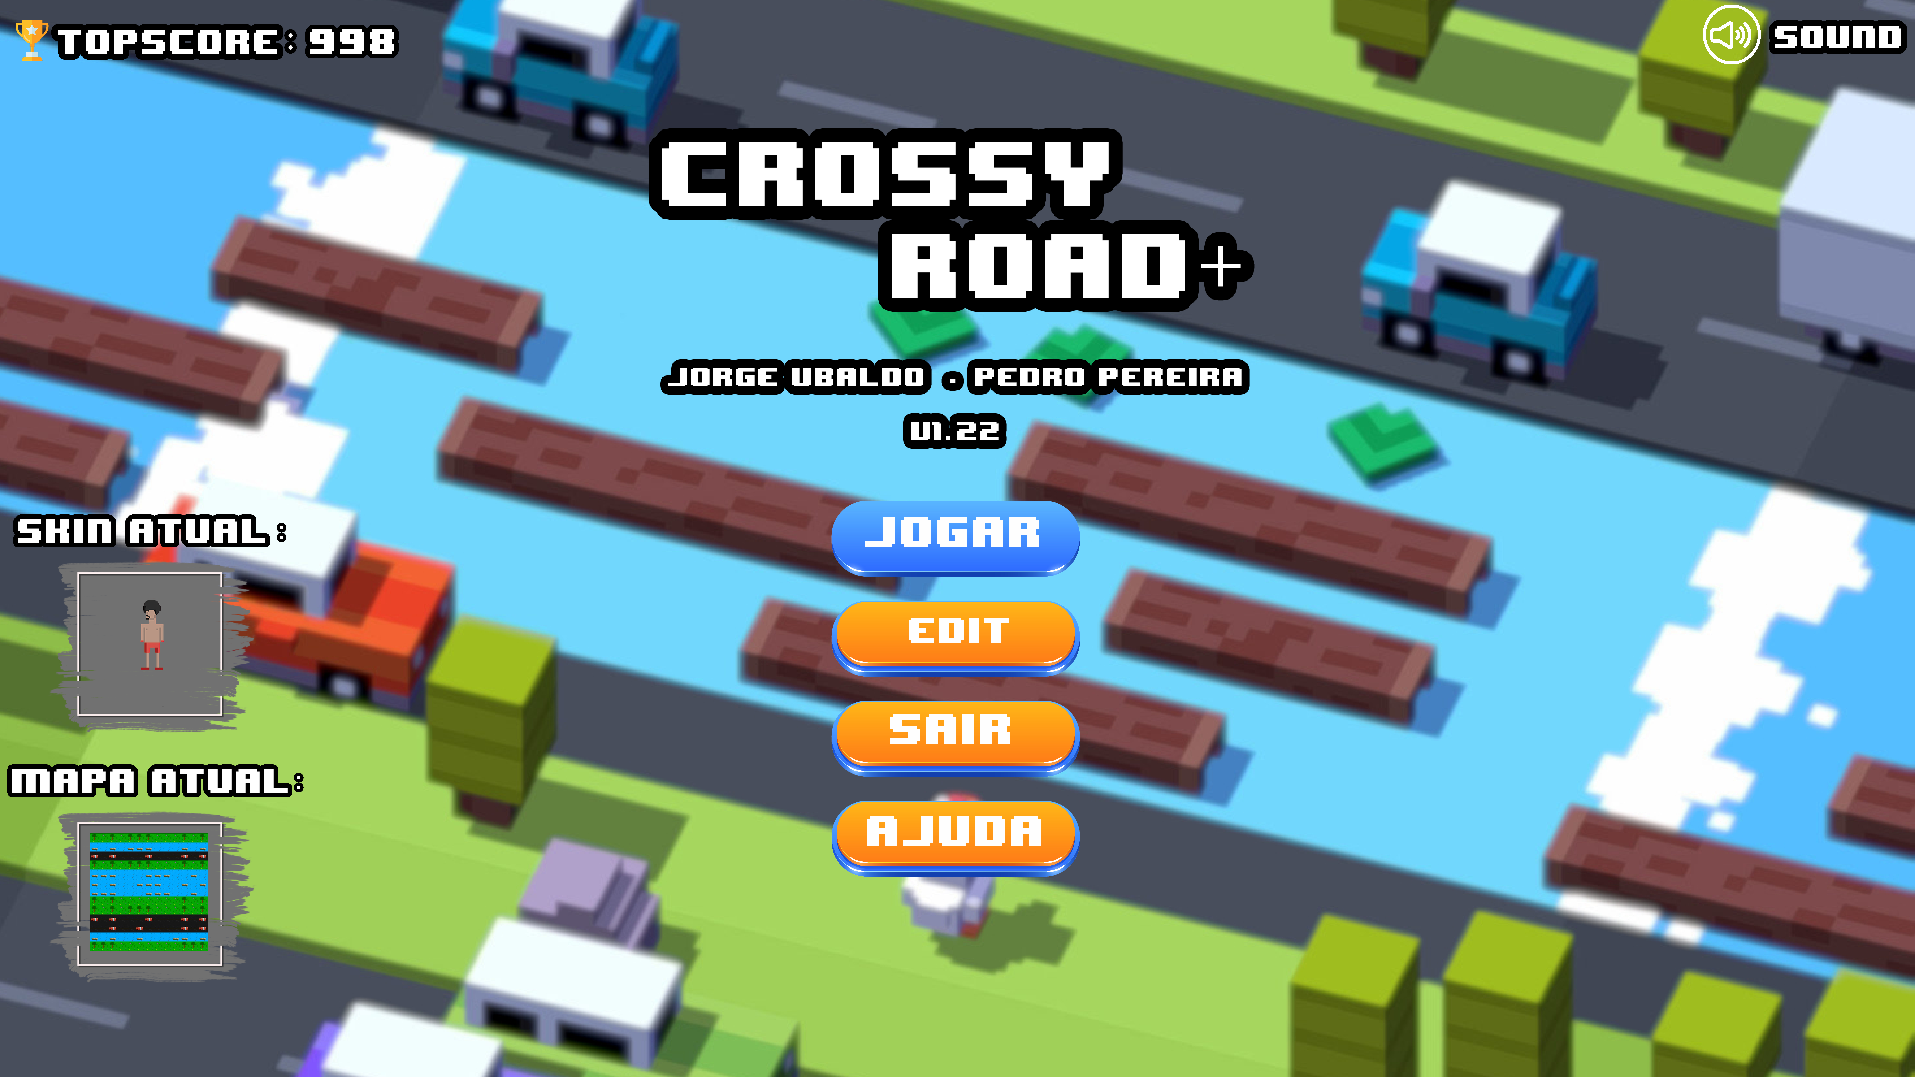 TOPSCORE: 998
SOUND
CROSSY
ROAD+
JORGE UBALDO • PEDRO PEREIRA
V1.22
JOGAR
SKIN ATUAL:
EDIT
SAIR
MAPA ATUAL:
AJUDA